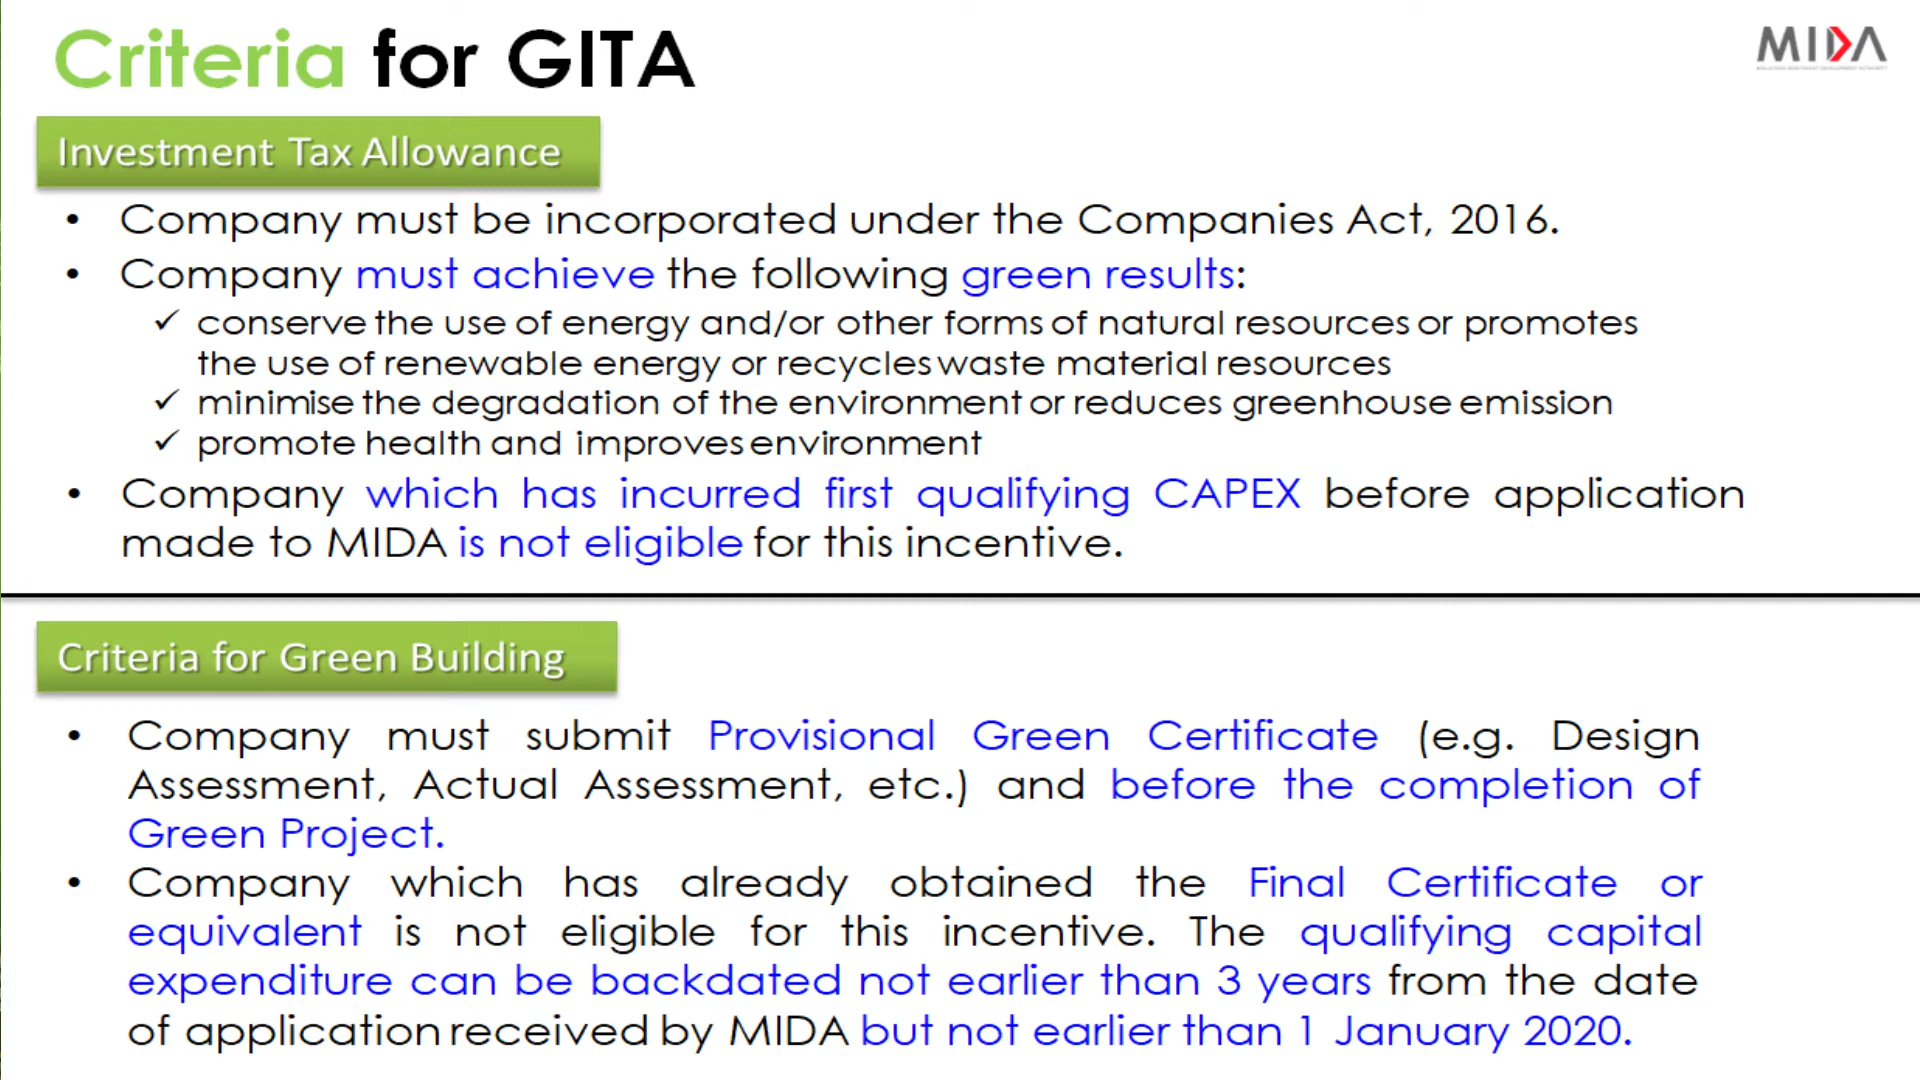 Criteria for GITA
MIDA
Investment Tax Allowance
• Company must be incorporated under the Companies Act, 2016.
• Company must achieve the following green results:
✓ conserve the use of energy and/or other forms of natural resources or promotes
the use of renewable energy or recycles waste material resources
✓ minimise the degradation of the environment or reduces greenhouse emission
✓ promote health and improves environment
• Company which has incurred first qualifying CAPEX before application
made to MIDA is not eligible for this incentive.
Criteria for Green Building
• Company must submit Provisional Green Certificate (e.g. Design
Assessment, Actual Assessment, etc.) and before the completion of
Green Project.
• Company which has already obtained the Final Certificate or
equivalent is not eligible for this incentive. The qualifying capital
expenditure can be backdated not earlier than 3 years from the date
of application received by MIDA but not earlier than 1 January 2020.